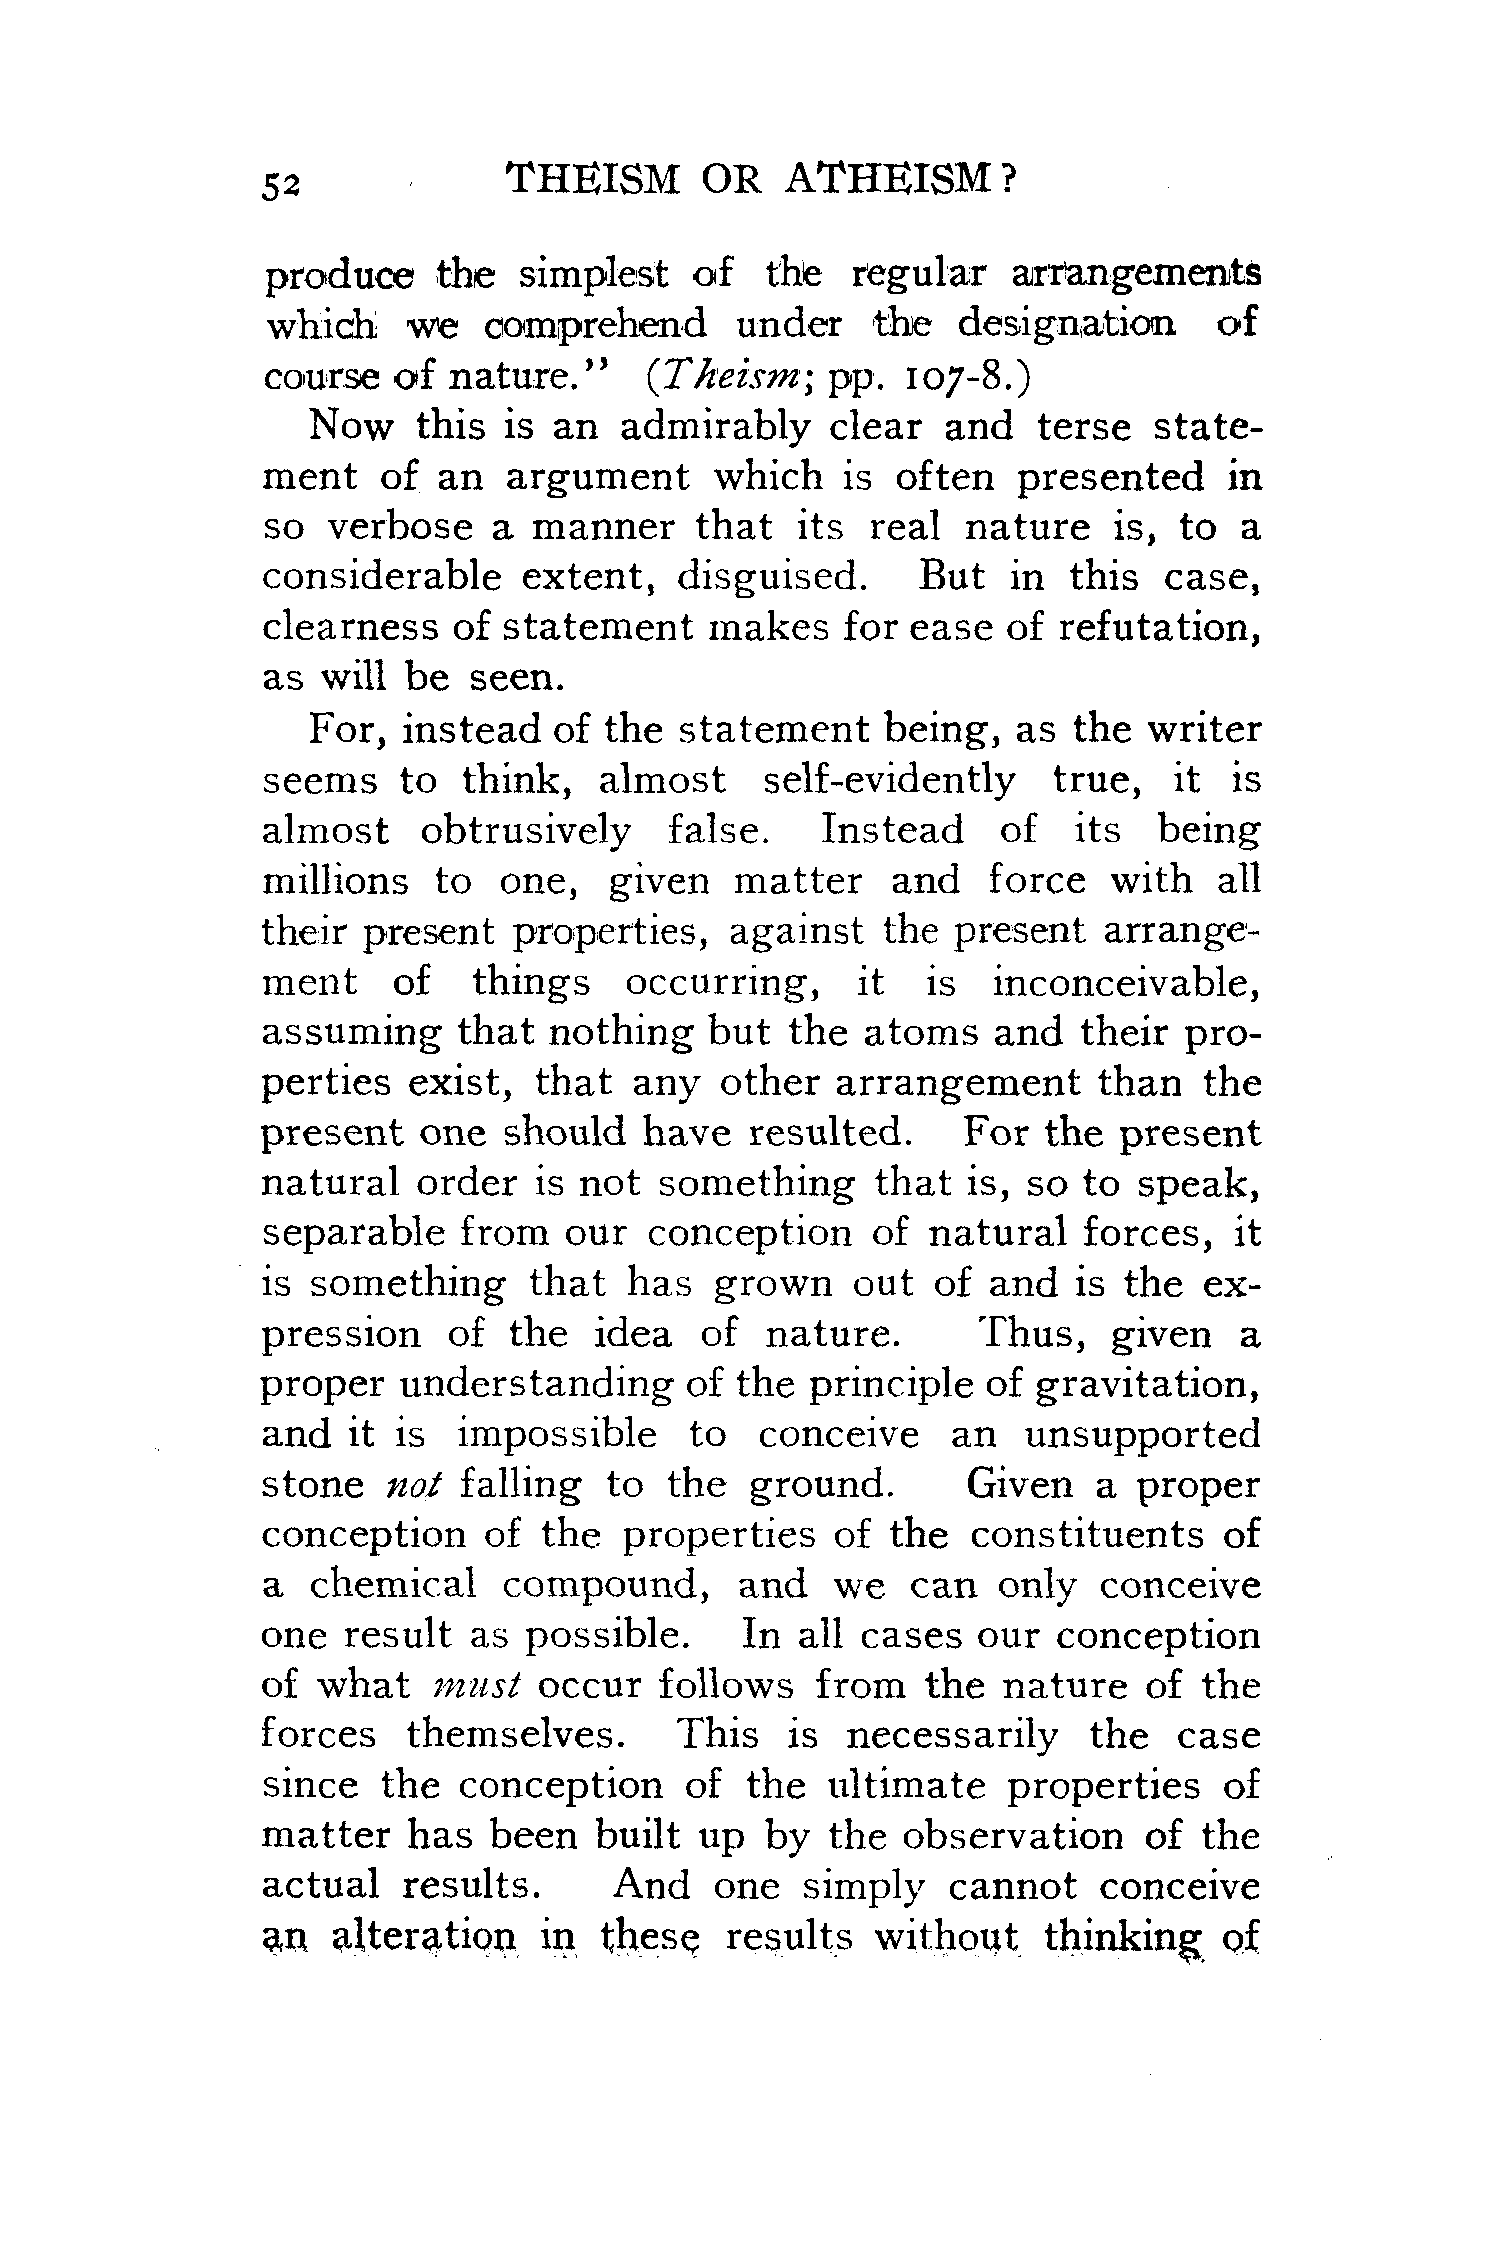 52 THEISM OR ATHEISM?
produce the simplest of the regular arrangements
which we comprehend under the designation of
course of nature." (Theism; pp. 107-8.)
Now this is an admirably clear and terse state-
ment of an argument which is often presented in
so verbose a manner that its real nature is, to a
considerable extent, disguised. But in this case,
clearness of statement makes for ease of refutation,
as will be seen.
For, instead of the statement being, as the writer
seems to think, almost self-evidently true, it is
almost obtrusively false. Instead of its being
millions to one, given matter and force with all
their present properties, against the present arrange-
ment of things occurring, it is inconceivable,
assuming that nothing but the atoms and their pro-
perties exist, that any other arrangement than the
present one should have resulted. For the present
natural order is not something that is, so to speak,
separable from our conception of natural forces, it
is something that has grown out of and is the ex-
pression of the idea of nature. Thus, given a
proper understanding of the principle of gravitation,
and it is impossible to conceive an unsupported
stone not falling to the ground. Given a proper
conception of the properties of the constituents of
a chemical compound, and we can only conceive
one result as possible. In all cases our conception
of what must occur follows from the nature of the
forces themselves. This is necessarily the case
since the conception of the ultimate properties of
matter has been built up by the observation of the
actual results. And one simply cannot conceive
an alteration in these results without thinking of